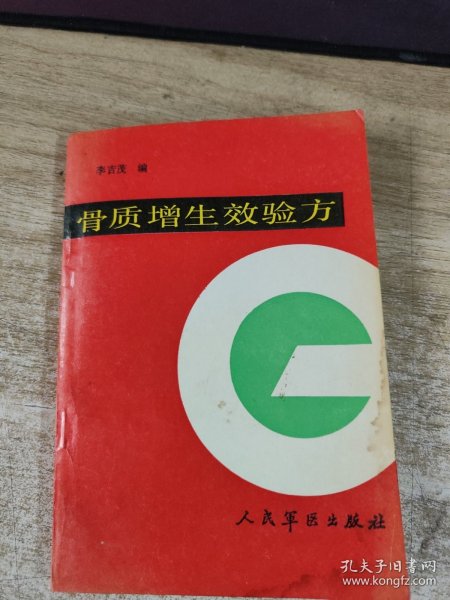 李吉茂 编
骨质增生效验方
人民军医出版社
孔夫子旧书网
www.kongfz.com